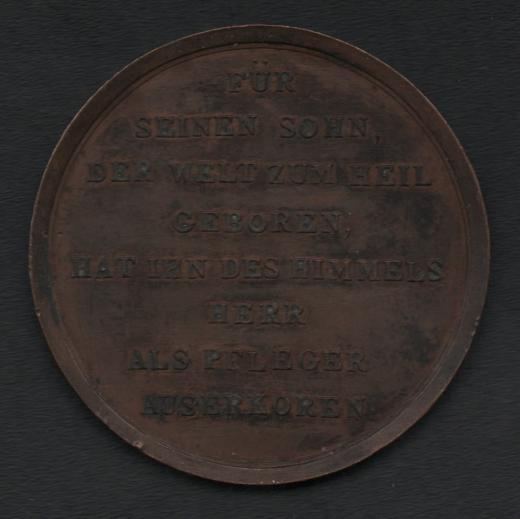 FÜR
SEINEN SOHN,
DER WELT ZUM HEIL
GEBOREN,
HAT IHN DES HIMMELS
HERR
ALS PFLEGER
AUSERKOREN